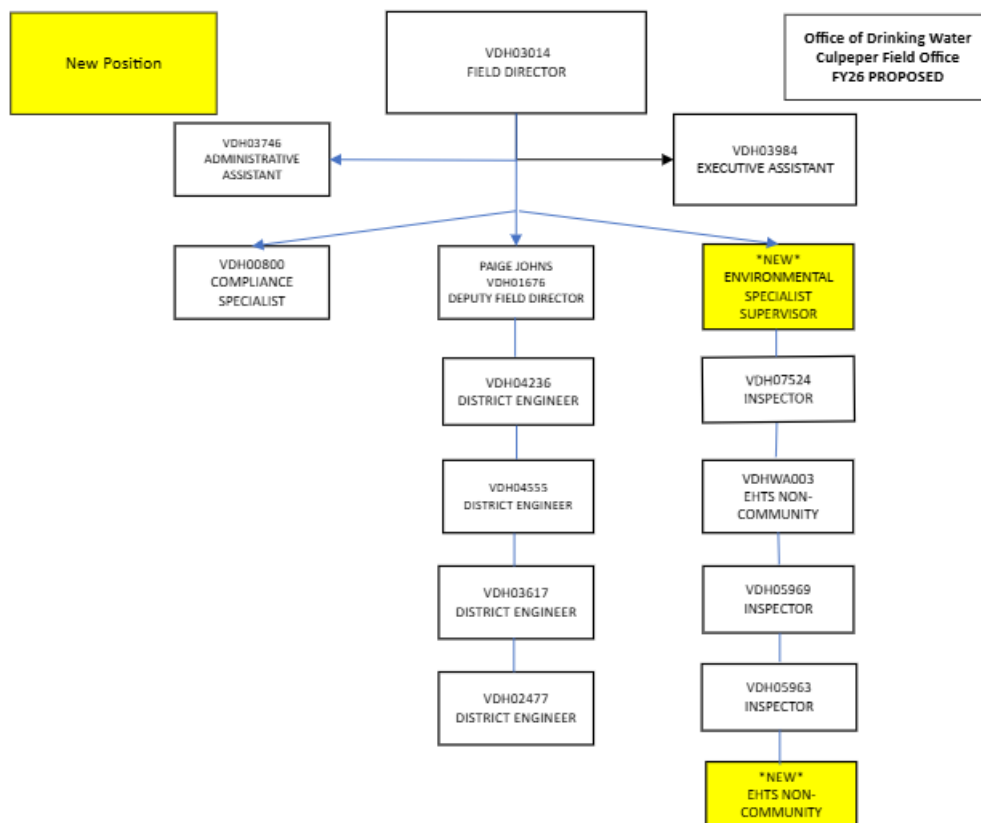 New Position
VDH03014
FIELD DIRECTOR
Office of Drinking Water
Culpeper Field Office
FY26 PROPOSED
VDH03746
ADMINISTRATIVE
ASSISTANT
VDH03984
EXECUTIVE ASSISTANT
VDH00800
COMPLIANCE
SPECIALIST
PAIGE JOHNS
VDH01676
DEPUTY FIELD DIRECTOR
*NEW*
ENVIRONMENTAL
SPECIALIST
SUPERVISOR
VDH04236
DISTRICT ENGINEER
VDH07524
INSPECTOR
VDH04555
DISTRICT ENGINEER
VDHWA003
EHTS NON-
COMMUNITY
VDH03617
DISTRICT ENGINEER
VDH05969
INSPECTOR
VDH02477
DISTRICT ENGINEER
VDH05963
INSPECTOR
*NEW*
EHTS NON-
COMMUNITY